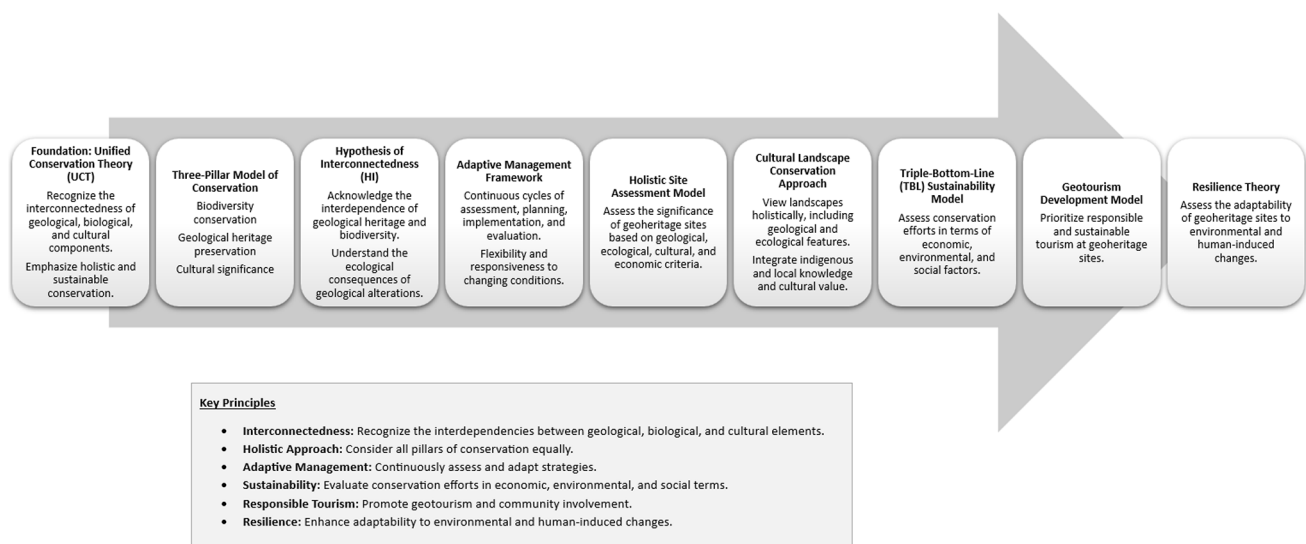 Foundation: Unified
Conservation Theory
(UCT)
Recognize the
interconnectedness of
geological, biological,
and cultural
components.
Emphasize holistic and
sustainable
conservation.
Three-Pillar Model of
Conservation
Biodiversity
conservation
Geological heritage
preservation
Cultural significance
Hypothesis of
Interconnectedness
(HI)
Acknowledge the
interdependence of
geological heritage and
biodiversity.
Understand the
ecological
consequences of
geological alterations.
Adaptive Management
Framework
Continuous cycles of
assessment, planning,
implementation, and
evaluation.
Flexibility and
responsiveness to
changing conditions.
Holistic Site
Assessment Model
Assess the significance
of geoheritage sites
based on geological,
ecological, cultural, and
economic criteria.
Cultural Landscape
Conservation
Approach
View landscapes
holistically, including
geological and
ecological features.
Integrate indigenous
and local knowledge
and cultural value.
Triple-Bottom-Line
(TBL) Sustainability
Model
Assess conservation
efforts in terms of
economic,
environmental, and
social factors.
Geotourism
Development Model
Prioritize responsible
and sustainable
tourism at geoheritage
sites.
Resilience Theory
Assess the adaptability
of geoheritage sites to
environmental and
human-induced
changes.
Key Principles
• Interconnectedness: Recognize the interdependencies between geological, biological, and cultural elements.
• Holistic Approach: Consider all pillars of conservation equally.
• Adaptive Management: Continuously assess and adapt strategies.
• Sustainability: Evaluate conservation efforts in economic, environmental, and social terms.
• Responsible Tourism: Promote geotourism and community involvement.
• Resilience: Enhance adaptability to environmental and human-induced changes.